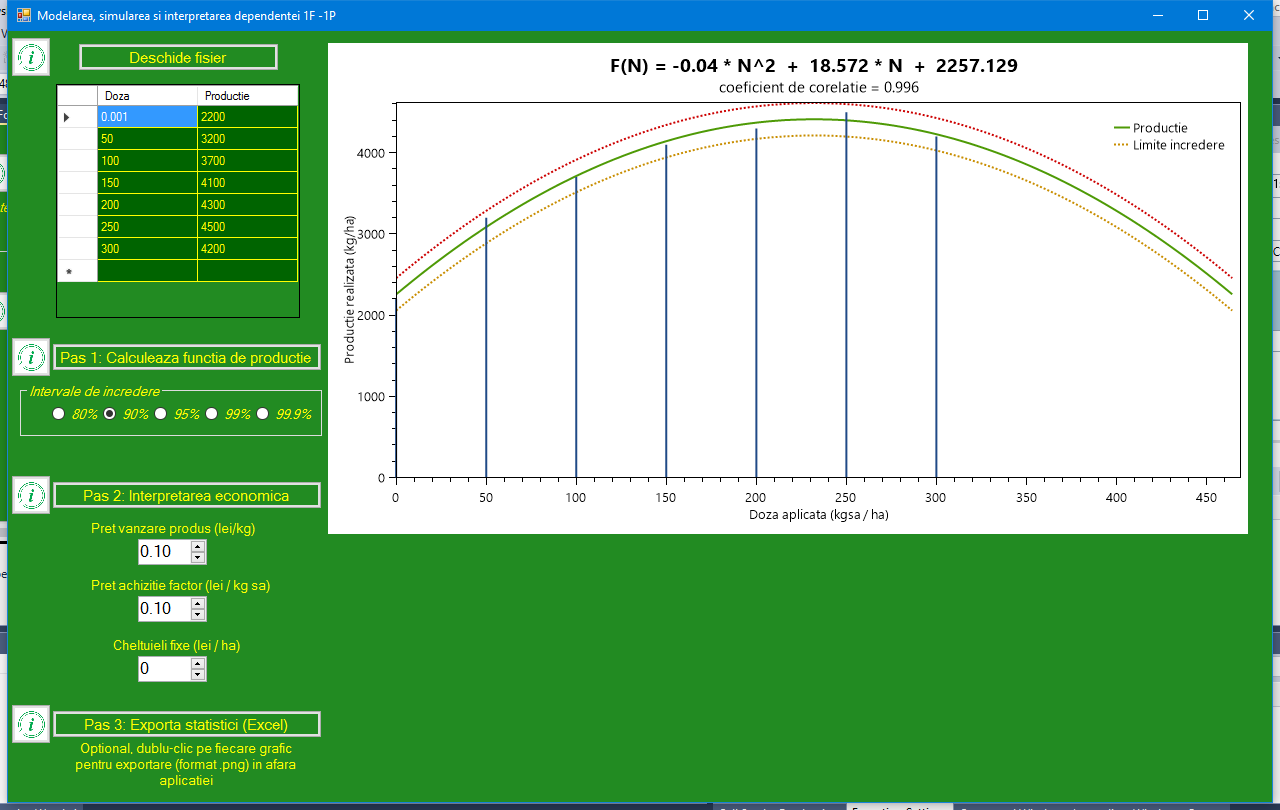 Modelarea, simularea si interpretarea dependentei 1F -1P
Deschide fisier
Doza Productie
0.001 2200
50 3200
100 3700
150 4100
200 4300
250 4500
300 4200
*
Pas 1: Calculeaza functia de productie
Intervale de incredere
80% 90% 95% 99% 99.9%
Pas 2: Interpretarea economica
Pret vanzare produs (lei/kg)
0.10
Pret achizitie factor (lei / kg sa)
0.10
Cheltuieli fixe (lei / ha)
0
Pas 3: Exporta statistici (Excel)
Optional, dublu-clic pe fiecare grafic
pentru exportare (format .png) in afara
aplicatiei
F(N) = -0.04 * N^2 + 18.572 * N + 2257.129
coeficient de corelatie = 0.996
Productie
Limite incredere
Productie realizata (kg/ha)
4000
3000
2000
1000
0
0 50 100 150 200 250 300 350 400 450
Doza aplicata (kgsa / ha)